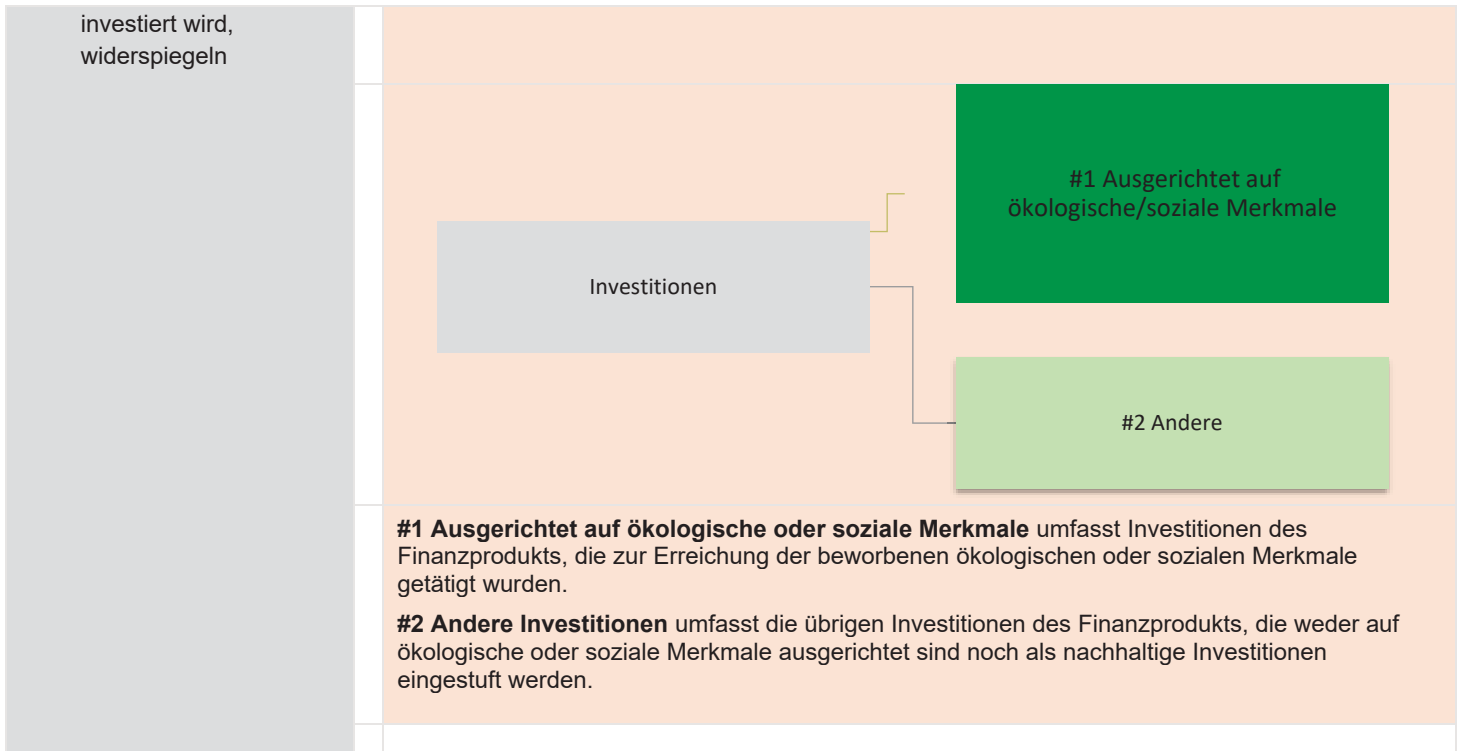 investiert wird,
widerspiegeln
#1 Ausgerichtet auf
ökologische/soziale Merkmale
Investitionen
#2 Andere
#1 Ausgerichtet auf ökologische oder soziale Merkmale umfasst Investitionen des
Finanzprodukts, die zur Erreichung der beworbenen ökologischen oder sozialen Merkmale
getätigt wurden.
#2 Andere Investitionen umfasst die übrigen Investitionen des Finanzprodukts, die weder auf
ökologische oder soziale Merkmale ausgerichtet sind noch als nachhaltige Investitionen
eingestuft werden.